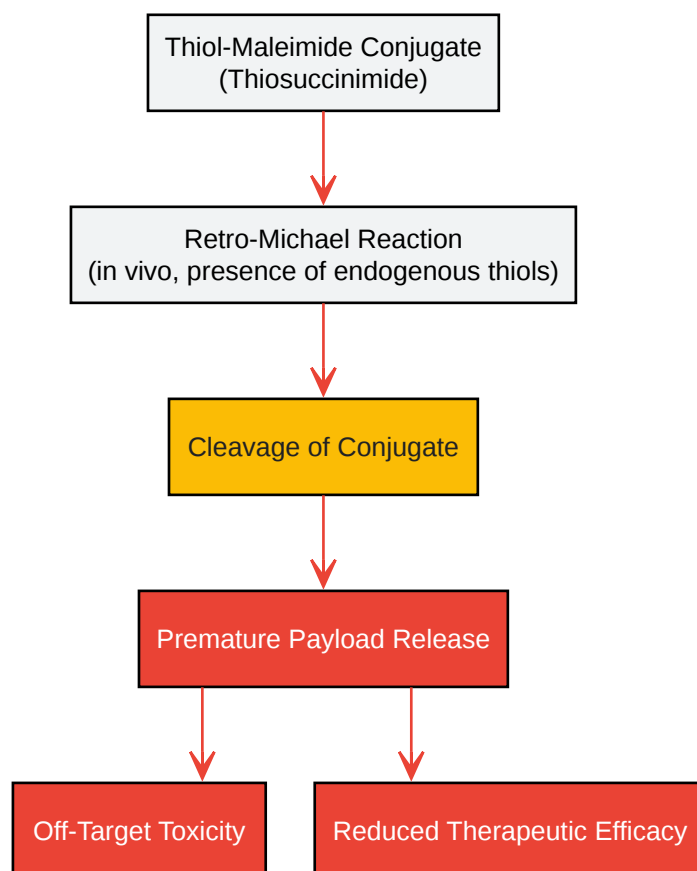 Thiol-Maleimide Conjugate
(Thiosuccinimide)
Retro-Michael Reaction
(in vivo, presence of endogenous thiols)
Cleavage of Conjugate
Premature Payload Release
Off-Target Toxicity
Reduced Therapeutic Efficacy